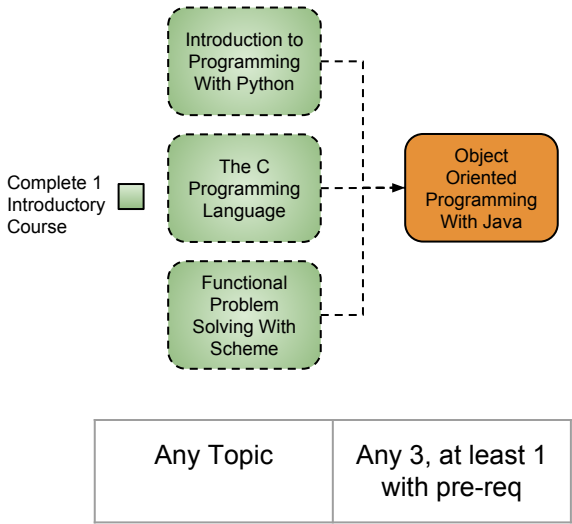 Introduction to
Programming
With Python
The C
Programming
Language
Complete 1
Introductory
Course
Object
Oriented
Programming
With Java
Functional
Problem
Solving With
Scheme
Any Topic
Any 3, at least 1
with pre-req